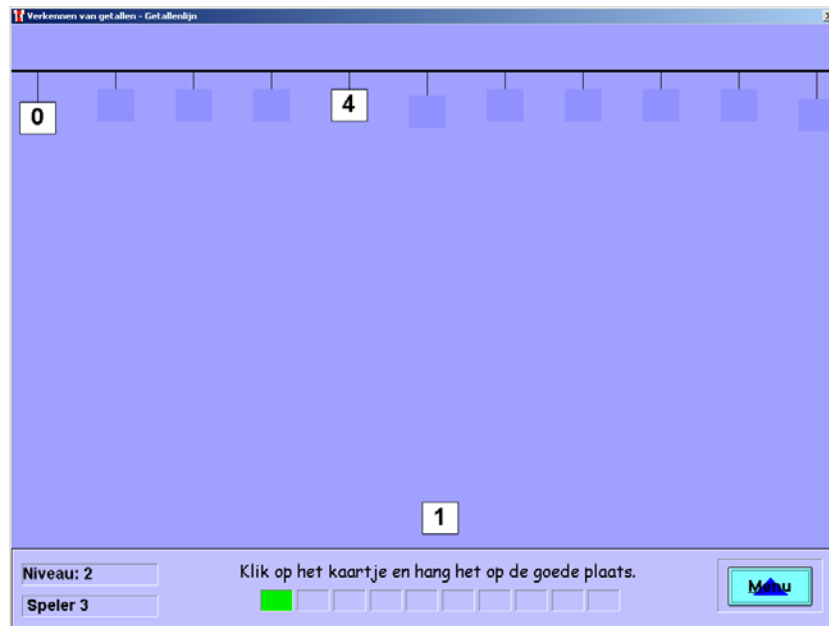 Verkennen van getallen - Getallenlijn
0
4
1
Niveau: 2
Klik op het kaartje en hang het op de goede plaats.
Speler 3
Menu